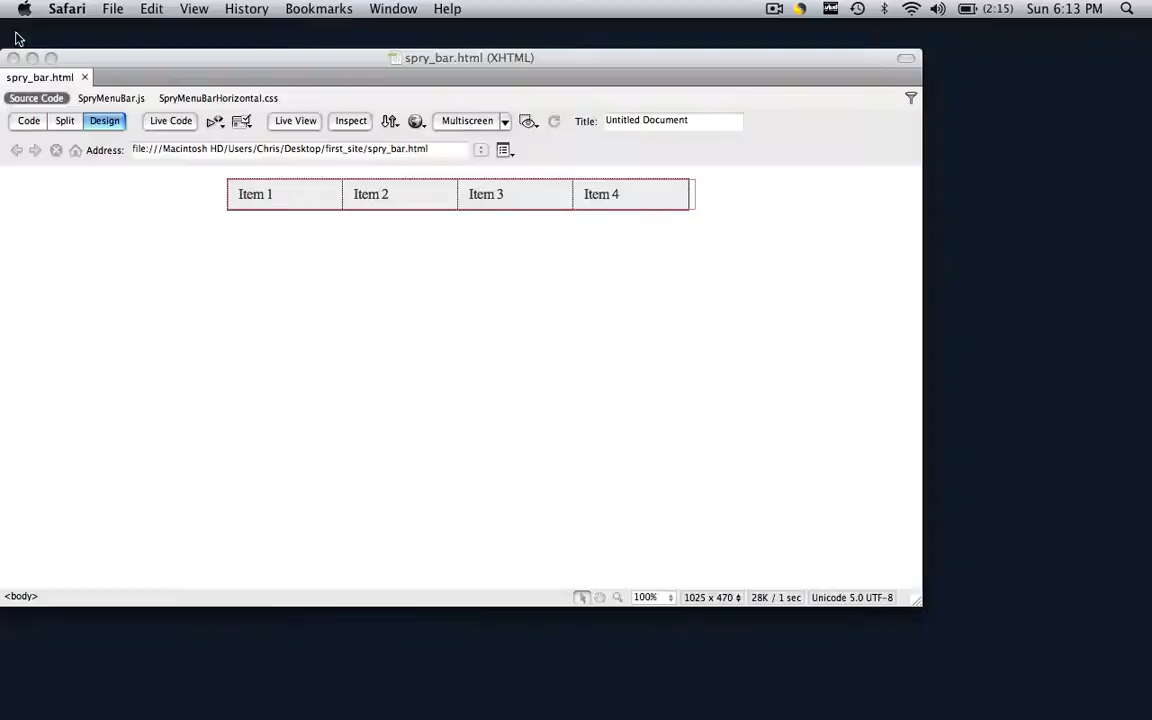 Safari File Edit View History Bookmarks Window Help (2:15) Sun 6:13 PM
spry_bar.html (XHTML)
spry_bar.html
Source Code SpryMenuBar.js SpryMenuBarHorizontal.css
Code Split Design Live Code Live View Inspect Multiscreen Title: Untitled Document
Address: file:///Macintosh HD/Users/Chris/Desktop/first_site/spry_bar.html
Item 1 Item 2 Item 3 Item 4
<body> 100% 1025 x 470 28K / 1 sec Unicode 5.0 UTF-8